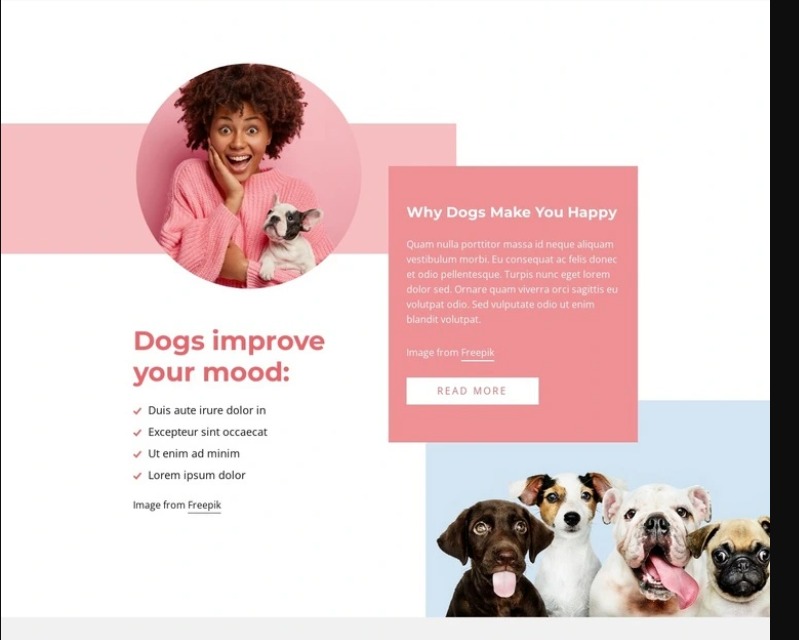 Why Dogs Make You Happy
Quam nulla porttitor massa id neque aliquam
vestibulum morbi. Eu consequat ac felis donec
et odio pellentesque. Turpis nunc eget lorem
dolor sed. Ornare quam viverra orci sagittis eu
volutpat odio. Sed vulputate odio ut enim
blandit volutpat.
Image from Freepik
READ MORE
Dogs improve
your mood:
Duis aute irure dolor in
Excepteur sint occaecat
Ut enim ad minim
Lorem ipsum dolor
Image from Freepik